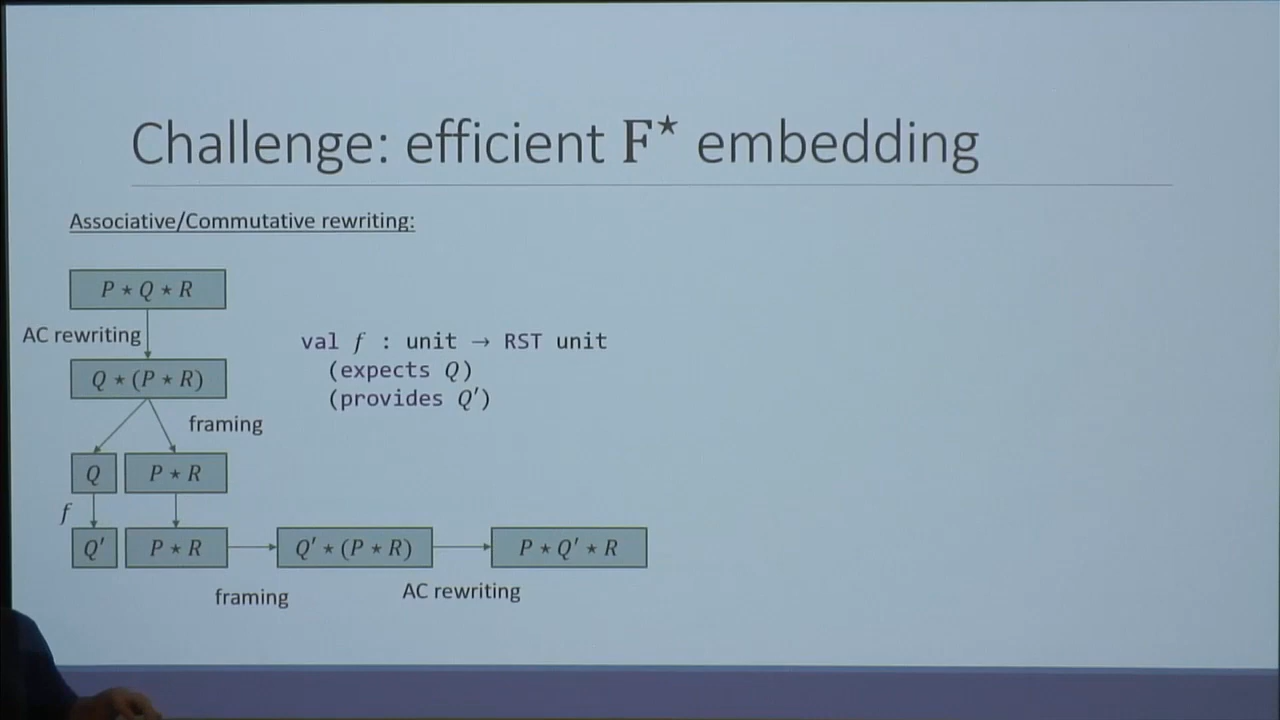 Challenge: efficient F⋆ embedding
Associative/Commutative rewriting:
P ⋆ Q ⋆ R
AC rewriting
val f : unit → RST unit
(expects Q)
(provides Q′)
Q ⋆ (P ⋆ R)
framing
Q
P ⋆ R
f
Q′
P ⋆ R
Q′ ⋆ (P ⋆ R)
P ⋆ Q′ ⋆ R
framing
AC rewriting